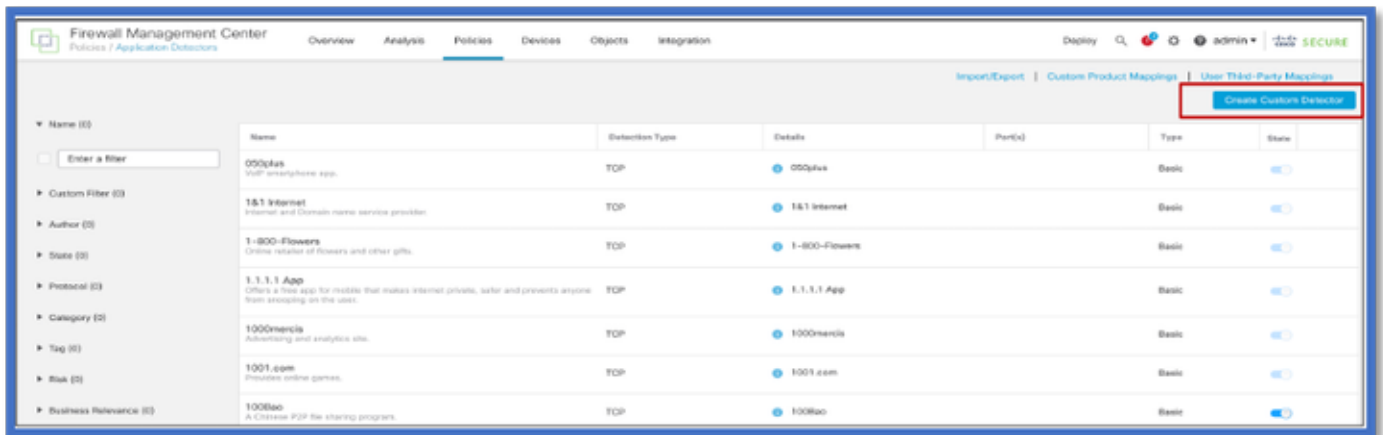 Firewall Management Center
Policies / Application Detectors
Overview Analysis Policies Devices Objects Integration
Deploy admin
cisco SECURE
Import/Export | Custom Product Mappings | User Third-Party Mappings
Create Custom Detector
Name (0)
Enter a filter
Custom Filter (0)
Author (0)
State (0)
Protocol (0)
Category (0)
Tag (0)
Risk (0)
Business Relevance (0)
Name Detection Type Details Port(s) Type State
050plus TCP 050plus Basic
VoIP smartphone app.
1&1 Internet TCP 1&1 Internet Basic
Internet and Domain name service provider.
1-800-Flowers TCP 1-800-Flowers Basic
Online retailer of flowers and other gifts.
1.1.1.1 App TCP 1.1.1.1 App Basic
Offers a free app for mobile that makes internet private, safer and prevents anyone
from snooping on the user.
1000mercis TCP 1000mercis Basic
Advertising and analytics site.
1001.com TCP 1001.com Basic
Provides online games.
100Bao TCP 100Bao Basic
A Chinese P2P file sharing program.